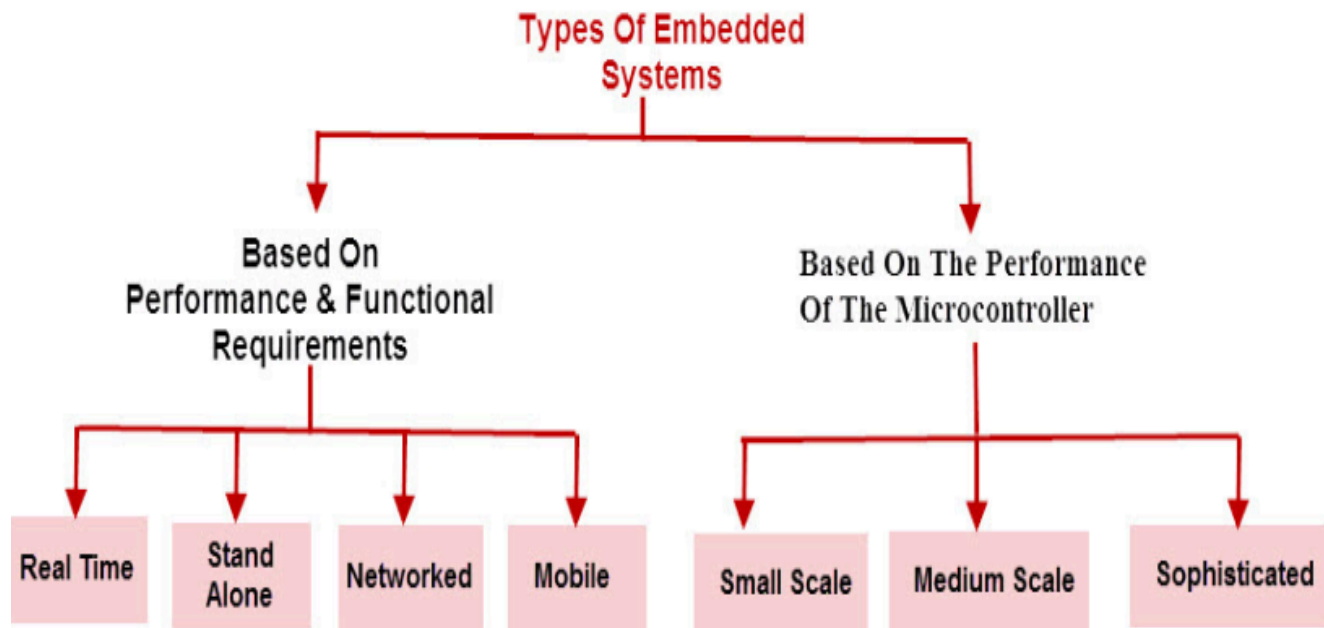 Types Of Embedded
Systems
Based On
Performance & Functional
Requirements
Based On The Performance
Of The Microcontroller
Real Time
Stand
Alone
Networked
Mobile
Small Scale
Medium Scale
Sophisticated